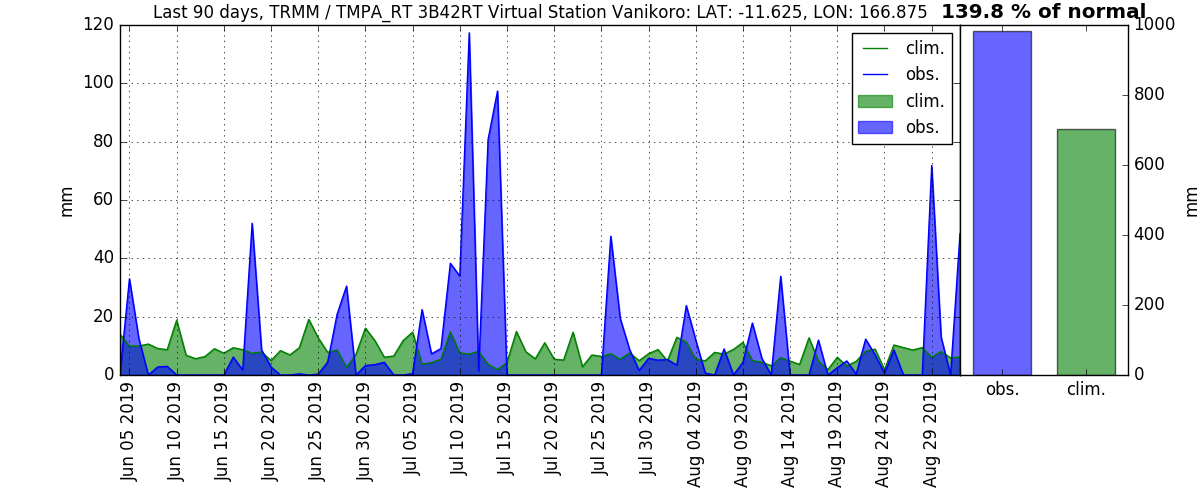 Last 90 days, TRMM / TMPA_RT 3B42RT Virtual Station Vanikoro: LAT: -11.625, LON: 166.875 139.8 % of normal
120
100
80
60
40
20
0
mm
clim.
obs.
clim.
obs.
Jun 05 2019
Jun 10 2019
Jun 15 2019
Jun 20 2019
Jun 25 2019
Jun 30 2019
Jul 05 2019
Jul 10 2019
Jul 15 2019
Jul 20 2019
Jul 25 2019
Jul 30 2019
Aug 04 2019
Aug 09 2019
Aug 14 2019
Aug 19 2019
Aug 24 2019
Aug 29 2019
1000
800
600
400
200
0
mm
obs.
clim.